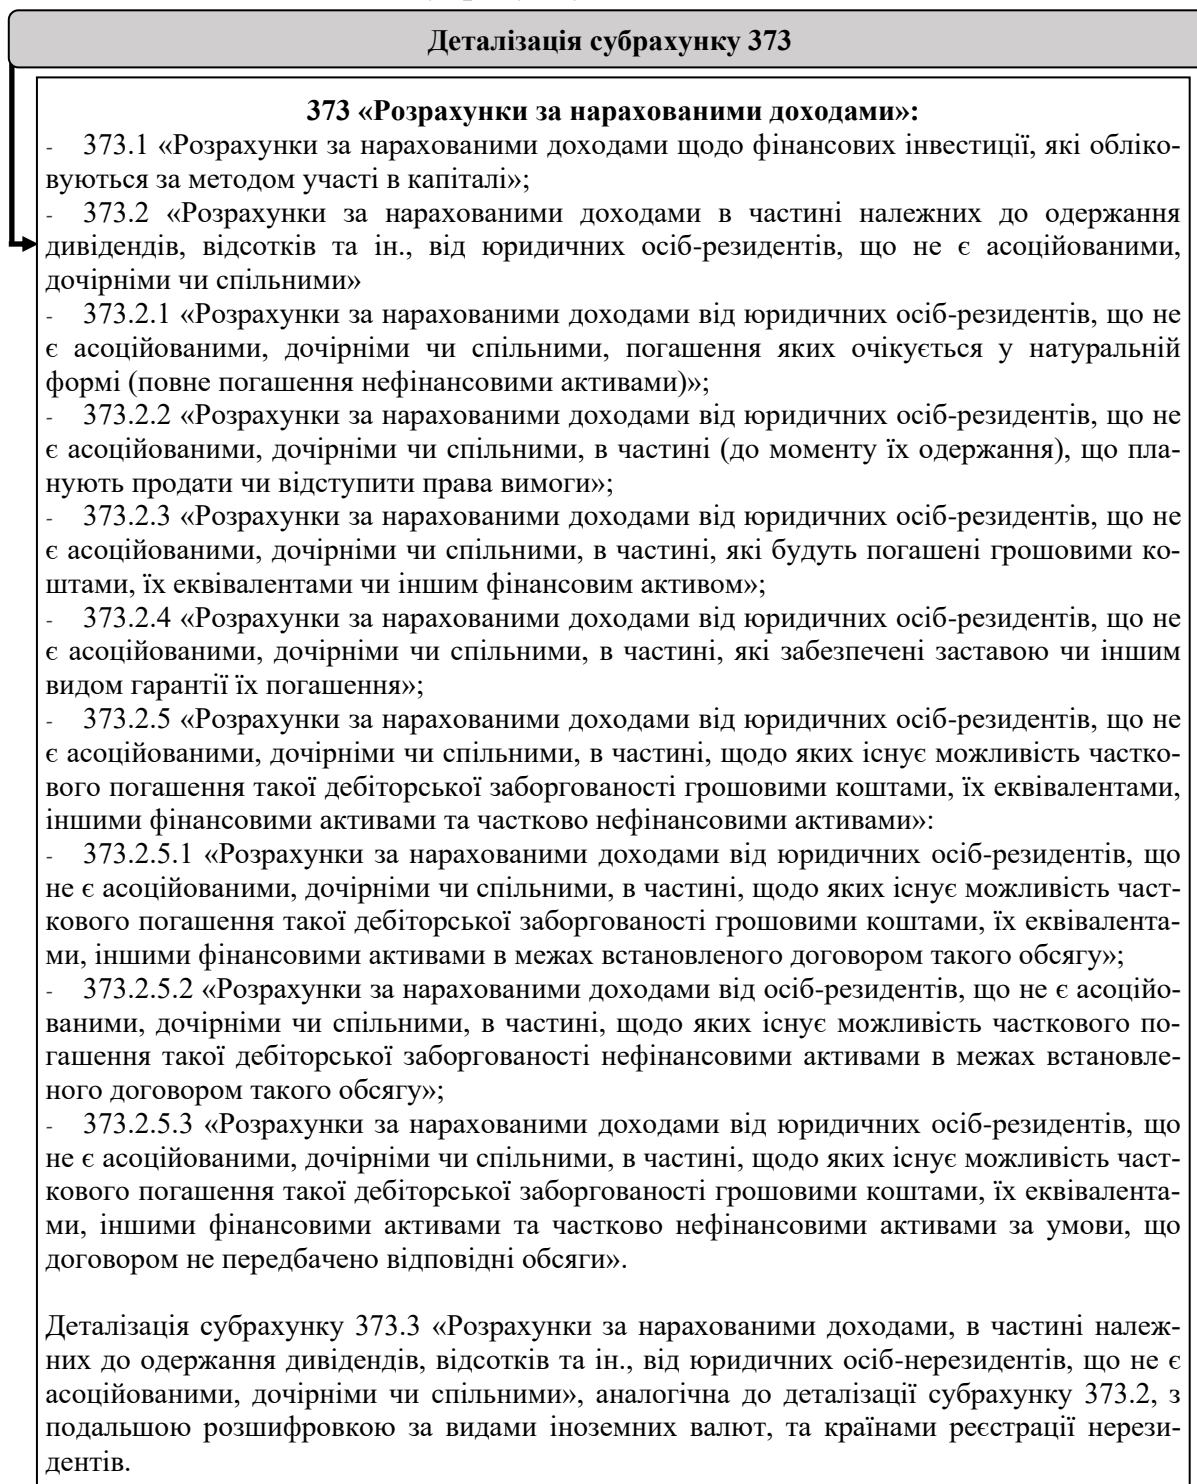 Деталізація субрахунку 373
373 «Розрахунки за нарахованими доходами»:
- 373.1 «Розрахунки за нарахованими доходами щодо фінансових інвестиції, які обліко-
вуються за методом участі в капіталі»;
- 373.2 «Розрахунки за нарахованими доходами в частині належних до одержання
дивідендів, відсотків та ін., від юридичних осіб-резидентів, що не є асоційованими,
дочірніми чи спільними»
- 373.2.1 «Розрахунки за нарахованими доходами від юридичних осіб-резидентів, що не
є асоційованими, дочірніми чи спільними, погашення яких очікується у натуральній
формі (повне погашення нефінансовими активами)»;
- 373.2.2 «Розрахунки за нарахованими доходами від юридичних осіб-резидентів, що не
є асоційованими, дочірніми чи спільними, в частині (до моменту їх одержання), що пла-
нують продати чи відступити права вимоги»;
- 373.2.3 «Розрахунки за нарахованими доходами від юридичних осіб-резидентів, що не
є асоційованими, дочірніми чи спільними, в частині, які будуть погашені грошовими ко-
штами, їх еквівалентами чи іншим фінансовим активом»;
- 373.2.4 «Розрахунки за нарахованими доходами від юридичних осіб-резидентів, що не
є асоційованими, дочірніми чи спільними, в частині, які забезпечені заставою чи іншим
видом гарантії їх погашення»;
- 373.2.5 «Розрахунки за нарахованими доходами від юридичних осіб-резидентів, що не
є асоційованими, дочірніми чи спільними, в частині, щодо яких існує можливість частко-
вого погашення такої дебіторської заборгованості грошовими коштами, їх еквівалентами,
іншими фінансовими активами та частково нефінансовими активами»:
- 373.2.5.1 «Розрахунки за нарахованими доходами від юридичних осіб-резидентів, що
не є асоційованими, дочірніми чи спільними, в частині, щодо яких існує можливість част-
кового погашення такої дебіторської заборгованості грошовими коштами, їх еквівалента-
ми, іншими фінансовими активами в межах встановленого договором такого обсягу»;
- 373.2.5.2 «Розрахунки за нарахованими доходами від осіб-резидентів, що не є асоційо-
ваними, дочірніми чи спільними, в частині, щодо яких існує можливість часткового по-
гашення такої дебіторської заборгованості нефінансовими активами в межах встановле-
ного договором такого обсягу»;
- 373.2.5.3 «Розрахунки за нарахованими доходами від юридичних осіб-резидентів, що
не є асоційованими, дочірніми чи спільними, в частині, щодо яких існує можливість част-
кового погашення такої дебіторської заборгованості грошовими коштами, їх еквівалента-
ми, іншими фінансовими активами та частково нефінансовими активами за умови, що
договором не передбачено відповідні обсяги».
Деталізація субрахунку 373.3 «Розрахунки за нарахованими доходами, в частині належ-
них до одержання дивідендів, відсотків та ін., від юридичних осіб-нерезидентів, що не є
асоційованими, дочірніми чи спільними», аналогічна до деталізації субрахунку 373.2, з
подальшою розшифровкою за видами іноземних валют, та країнами реєстрації нерези-
дентів.